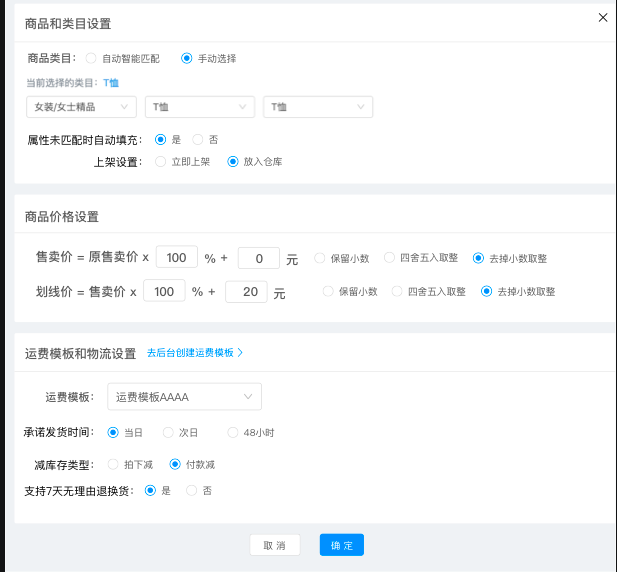 商品和类目设置
商品类目： 自动智能匹配 手动选择
当前选择的类目：T恤
女装/女士精品 T恤 T恤
属性未匹配时自动填充： 是 否
上架设置： 立即上架 放入仓库
商品价格设置
售卖价 = 原售卖价 x 100 % + 0 元 保留小数 四舍五入取整 去掉小数取整
划线价 = 售卖价 x 100 % + 20 元 保留小数 四舍五入取整 去掉小数取整
运费模板和物流设置 去后台创建运费模板
运费模板： 运费模板AAAA
承诺发货时间： 当日 次日 48小时
减库存类型： 拍下减 付款减
支持7天无理由退换货： 是 否
取消 确定